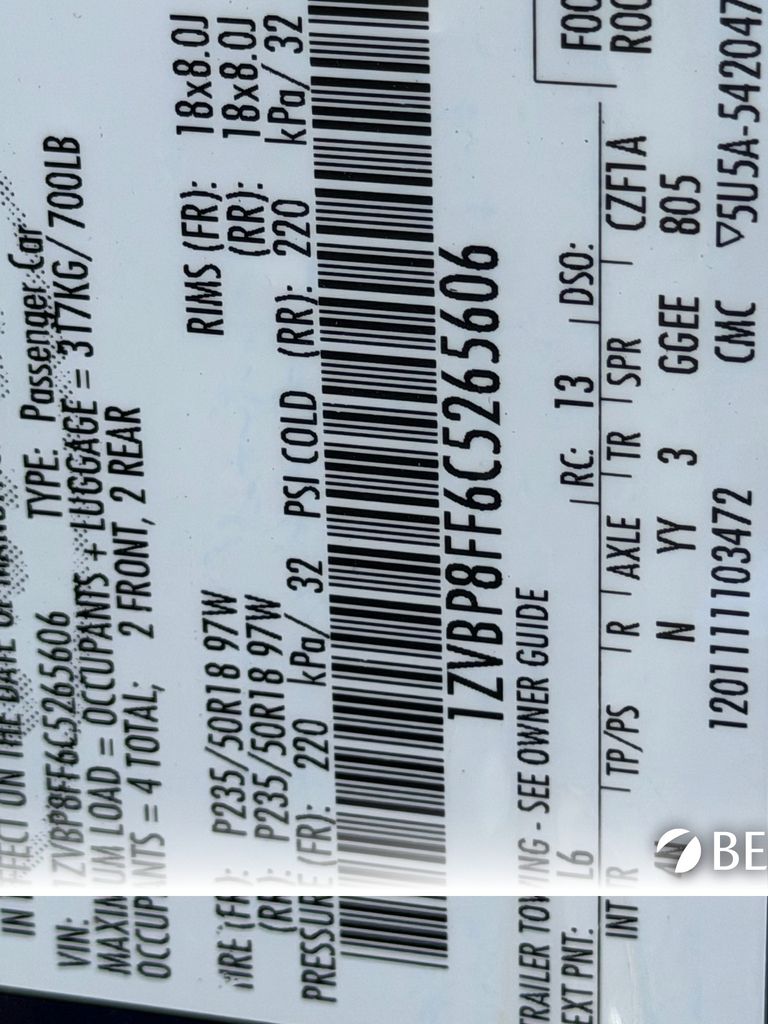 IN EFFECT ON THE DATE OF
VIN: 1ZVBP8FF6C5265606 TYPE: Passenger Car
MAXIMUM LOAD = OCCUPANTS + LUGGAGE = 317KG/ 700LB
OCCUPANTS = 4 TOTAL; 2 FRONT, 2 REAR
TIRE (FR): P235/50R18 97W RIMS (FR): 18x8.0J
(RR): P235/50R18 97W (RR): 18x8.0J
PRESSURE (FR): 220 kPa/ 32 PSI COLD (RR): 220 kPa/ 32
1ZVBP8FF6C5265606
TRAILER TOWING - SEE OWNER GUIDE
EXT PNT: L6 RC: 13 DSO:
INT TR TP/PS R AXLE TR SPR CZF1A
N YY 3 GGEE 805
120111103472 CMC ▽5U5A-542047
FOO
ROC
BE